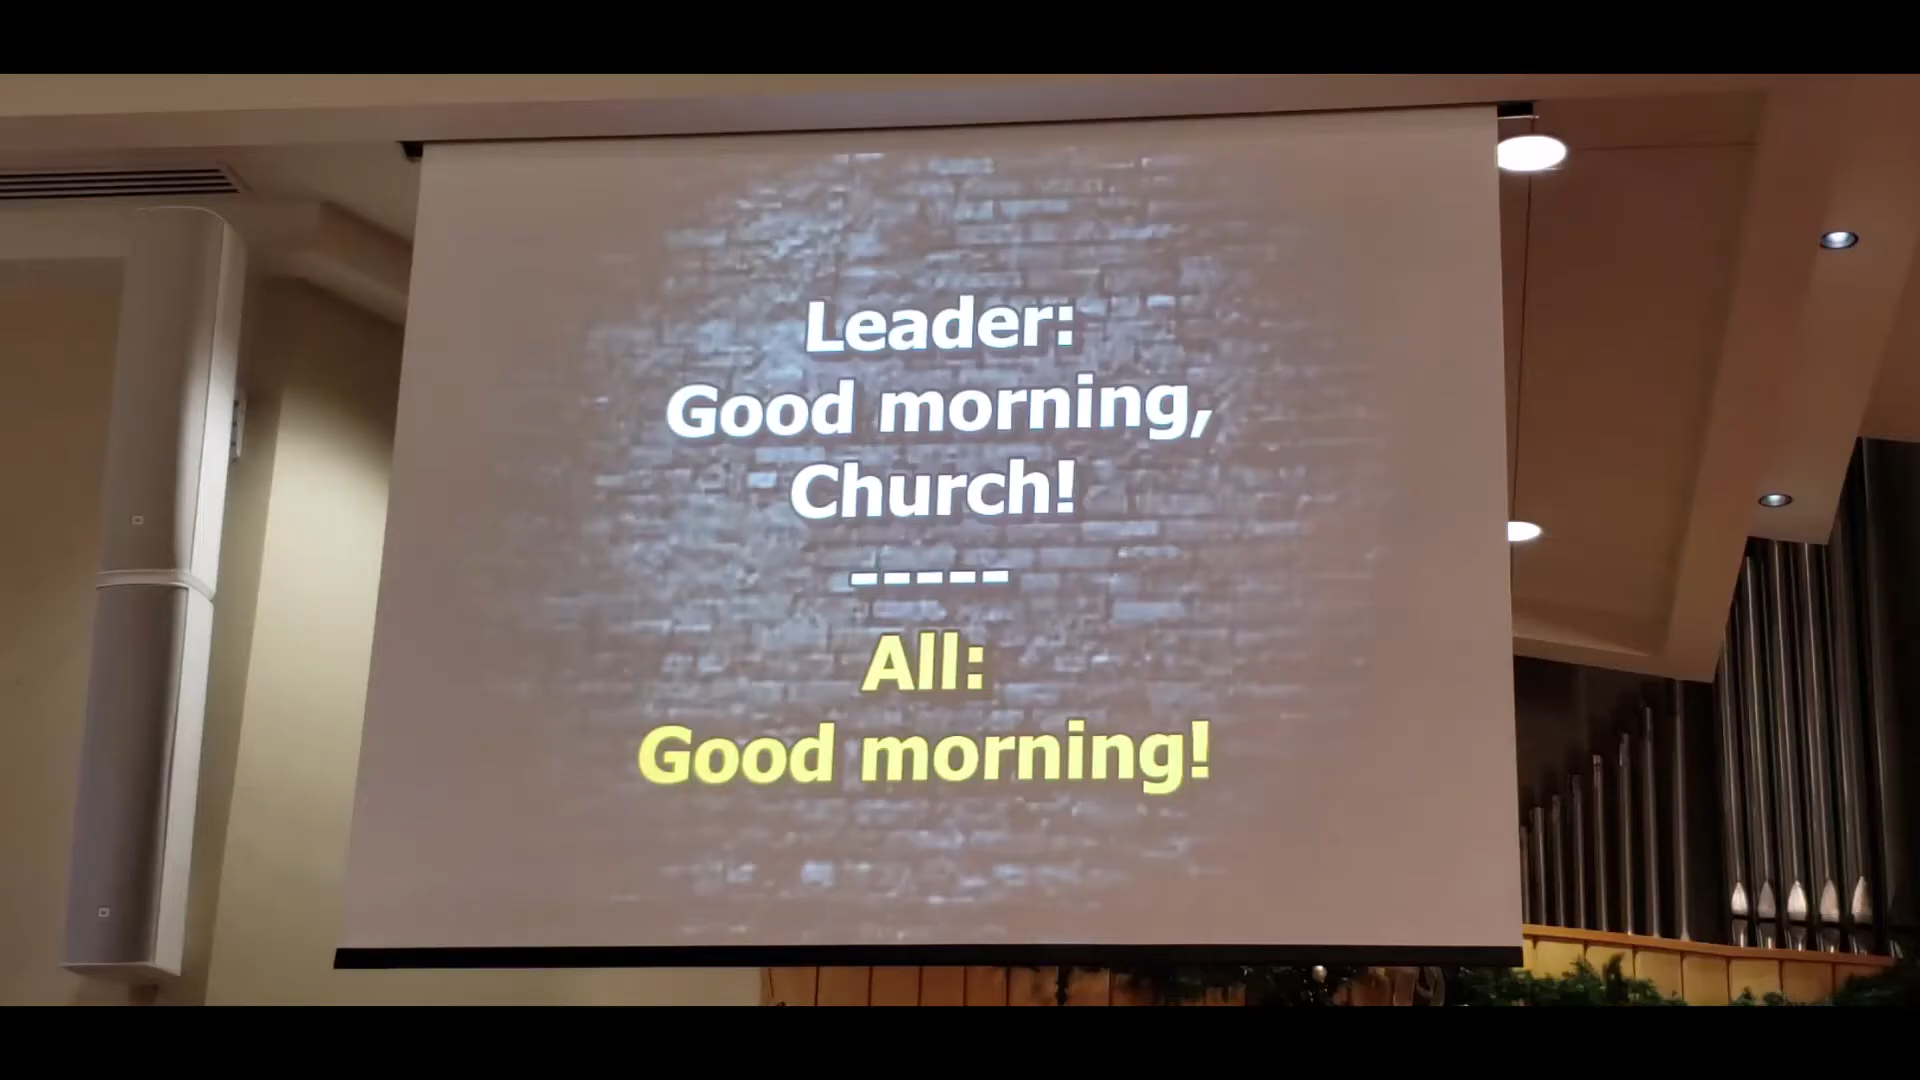 Leader:
Good morning,
Church!
-----
All:
Good morning!